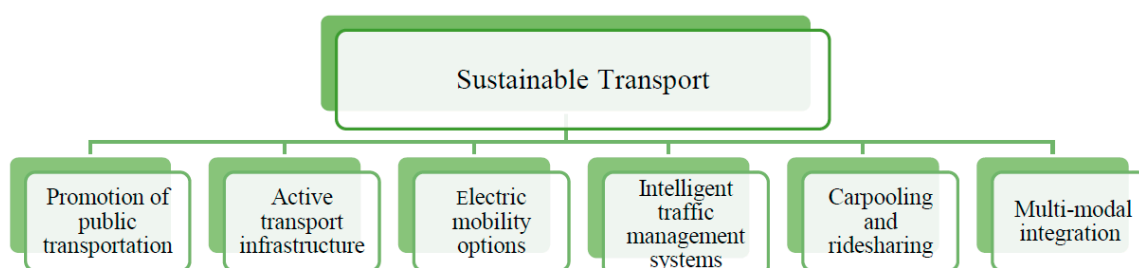 Sustainable Transport
Promotion of
public
transportation
Active
transport
infrastructure
Electric
mobility
options
Intelligent
traffic
management
systems
Carpooling
and
ridesharing
Multi-modal
integration